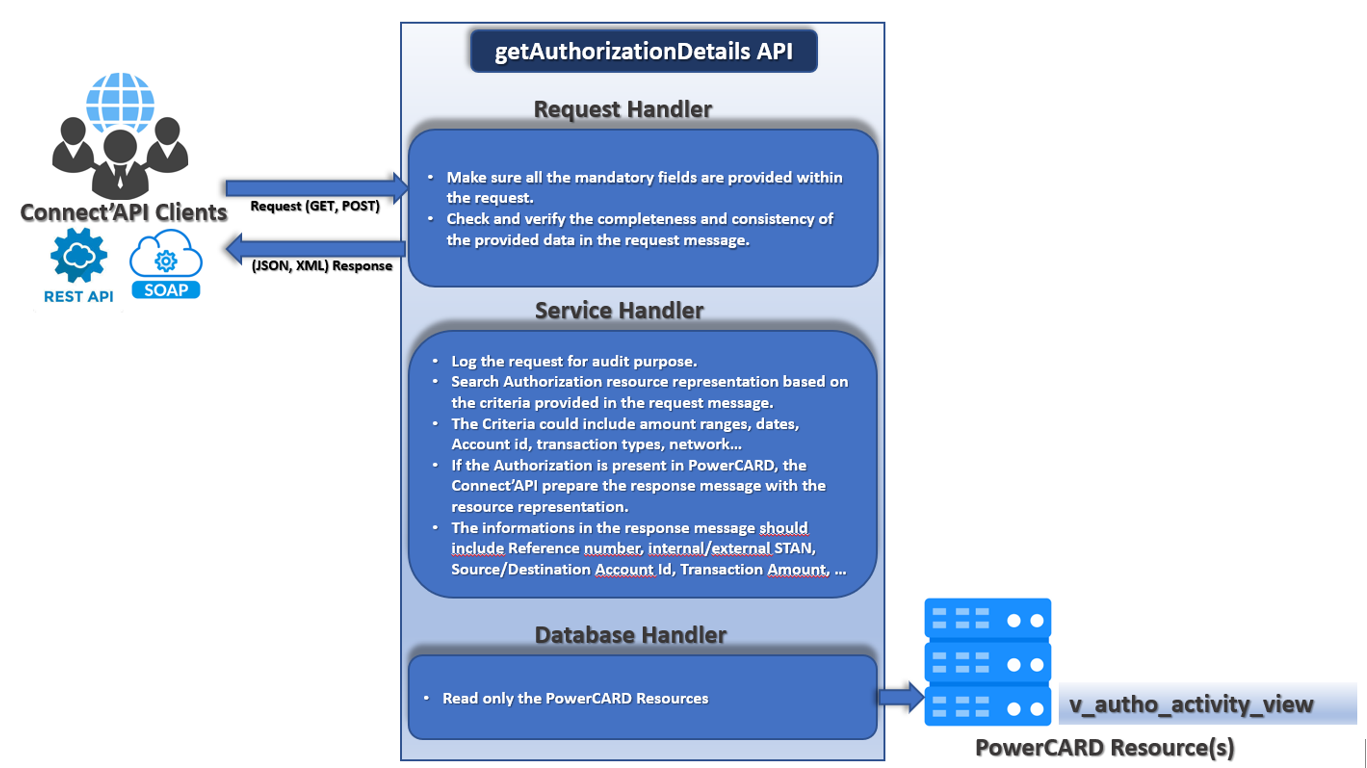 getAuthorizationDetails API
Request Handler
• Make sure all the mandatory fields are provided within
the request.
• Check and verify the completeness and consistency of
the provided data in the request message.
Connect'API Clients
Request (GET, POST)
(JSON, XML) Response
REST API
SOAP
Service Handler
• Log the request for audit purpose.
• Search Authorization resource representation based on
the criteria provided in the request message.
• The Criteria could include amount ranges, dates,
Account id, transaction types, network...
• If the Authorization is present in PowerCARD, the
Connect'API prepare the response message with the
resource representation.
• The informations in the response message should
include Reference number, internal/external STAN,
Source/Destination Account Id, Transaction Amount, ...
Database Handler
• Read only the PowerCARD Resources
v_autho_activity_view
PowerCARD Resource(s)